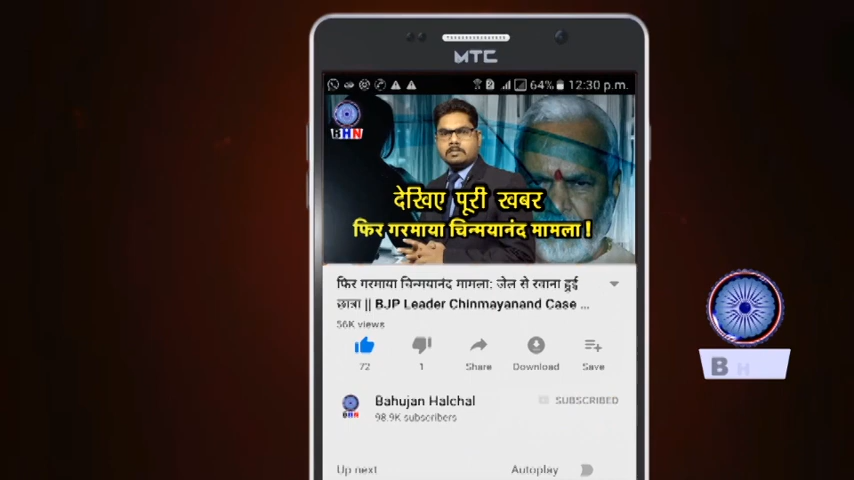 MTC
64% 12:30 p.m.
BHN
देखिए पूरी खबर
फिर गरमाया चिन्मयानंद मामला !
फिर गरमाया चिन्मयानंद मामला: जेल से रवाना हुई
छात्रा || BJP Leader Chinmayanand Case ...
56K views
72
1
Share
Download
Save
Bahujan Halchal
98.9K subscribers
SUBSCRIBED
BHN
Up next
Autoplay
B H